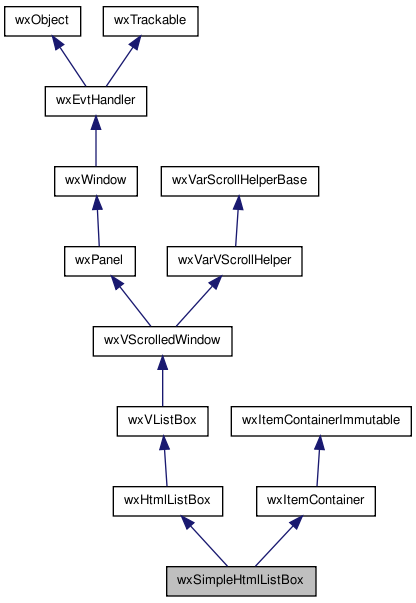 wxObject
wxTrackable
wxEvtHandler
wxWindow
wxVarScrollHelperBase
wxPanel
wxVarVScrollHelper
wxVScrolledWindow
wxVListBox
wxItemContainerImmutable
wxHtmlListBox
wxItemContainer
wxSimpleHtmlListBox